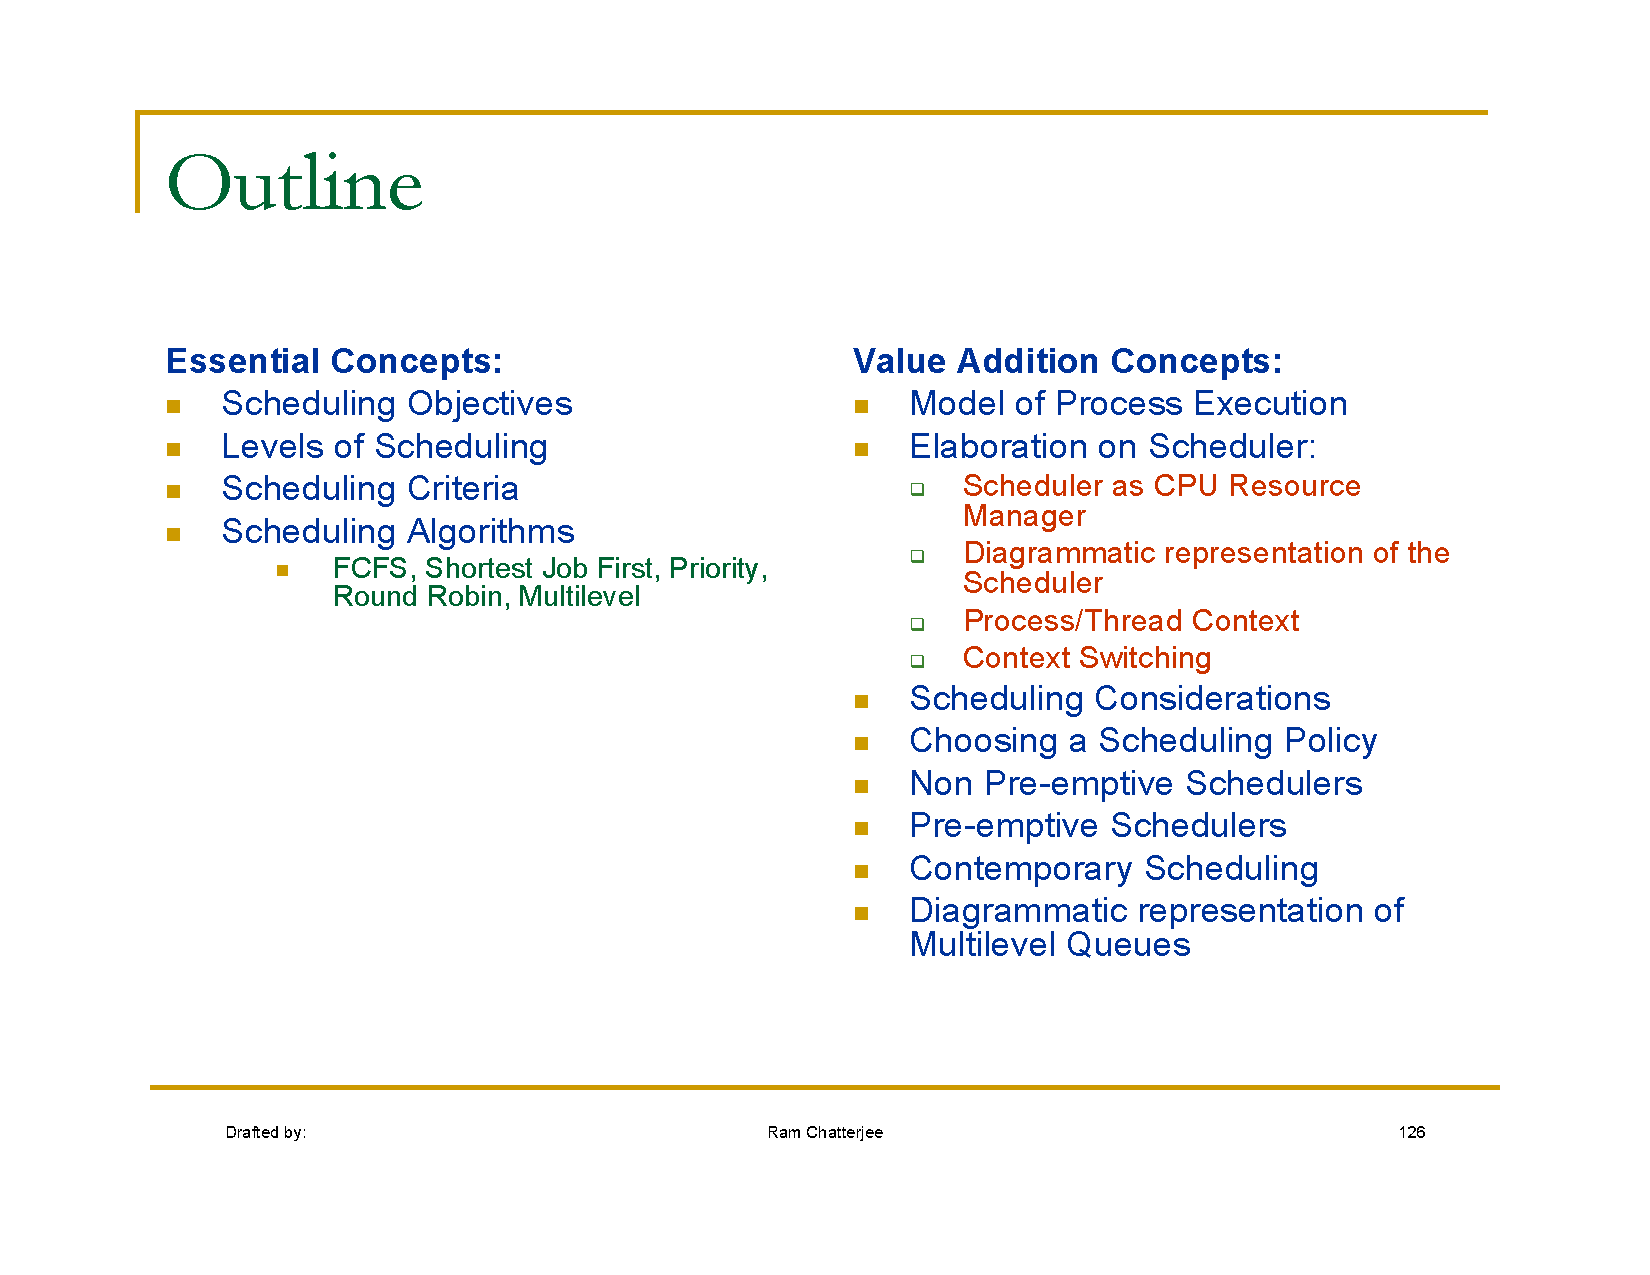 Outline
Essential Concepts:
Scheduling Objectives
Levels of Scheduling
Scheduling Criteria
Scheduling Algorithms
FCFS, Shortest Job First, Priority,
Round Robin, Multilevel
Value Addition Concepts:
Model of Process Execution
Elaboration on Scheduler:
Scheduler as CPU Resource
Manager
Diagrammatic representation of the
Scheduler
Process/Thread Context
Context Switching
Scheduling Considerations
Choosing a Scheduling Policy
Non Pre-emptive Schedulers
Pre-emptive Schedulers
Contemporary Scheduling
Diagrammatic representation of
Multilevel Queues
Drafted by:
Ram Chatterjee
126